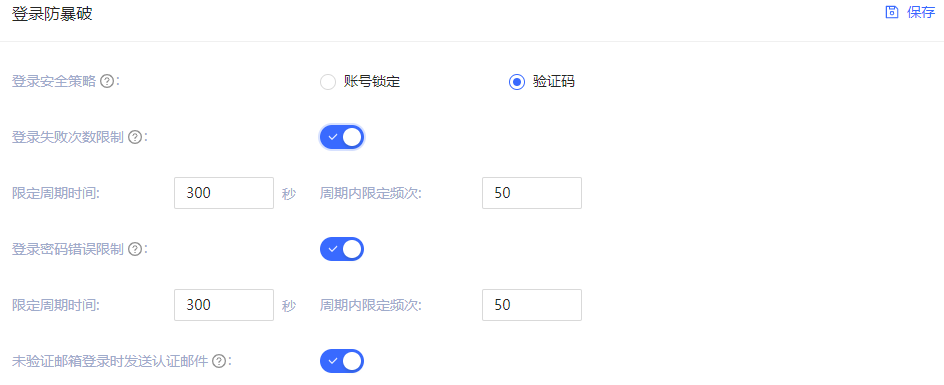 登录防暴破 保存
登录安全策略 ?: 账号锁定 验证码
登录失败次数限制 ?:
限定周期时间: 300 秒 周期内限定频次: 50
登录密码错误限制 ?:
限定周期时间: 300 秒 周期内限定频次: 50
未验证邮箱登录时发送认证邮件 ?: